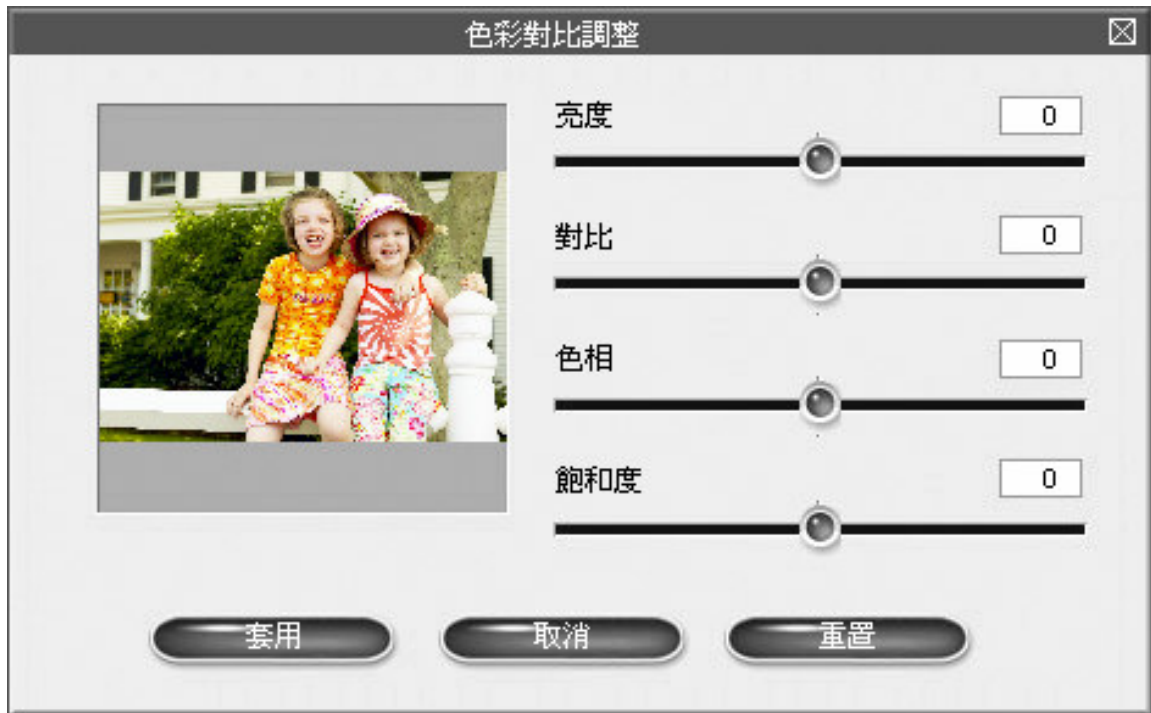 色彩對比調整
亮度 0
對比 0
色相 0
飽和度 0
套用 取消 重置